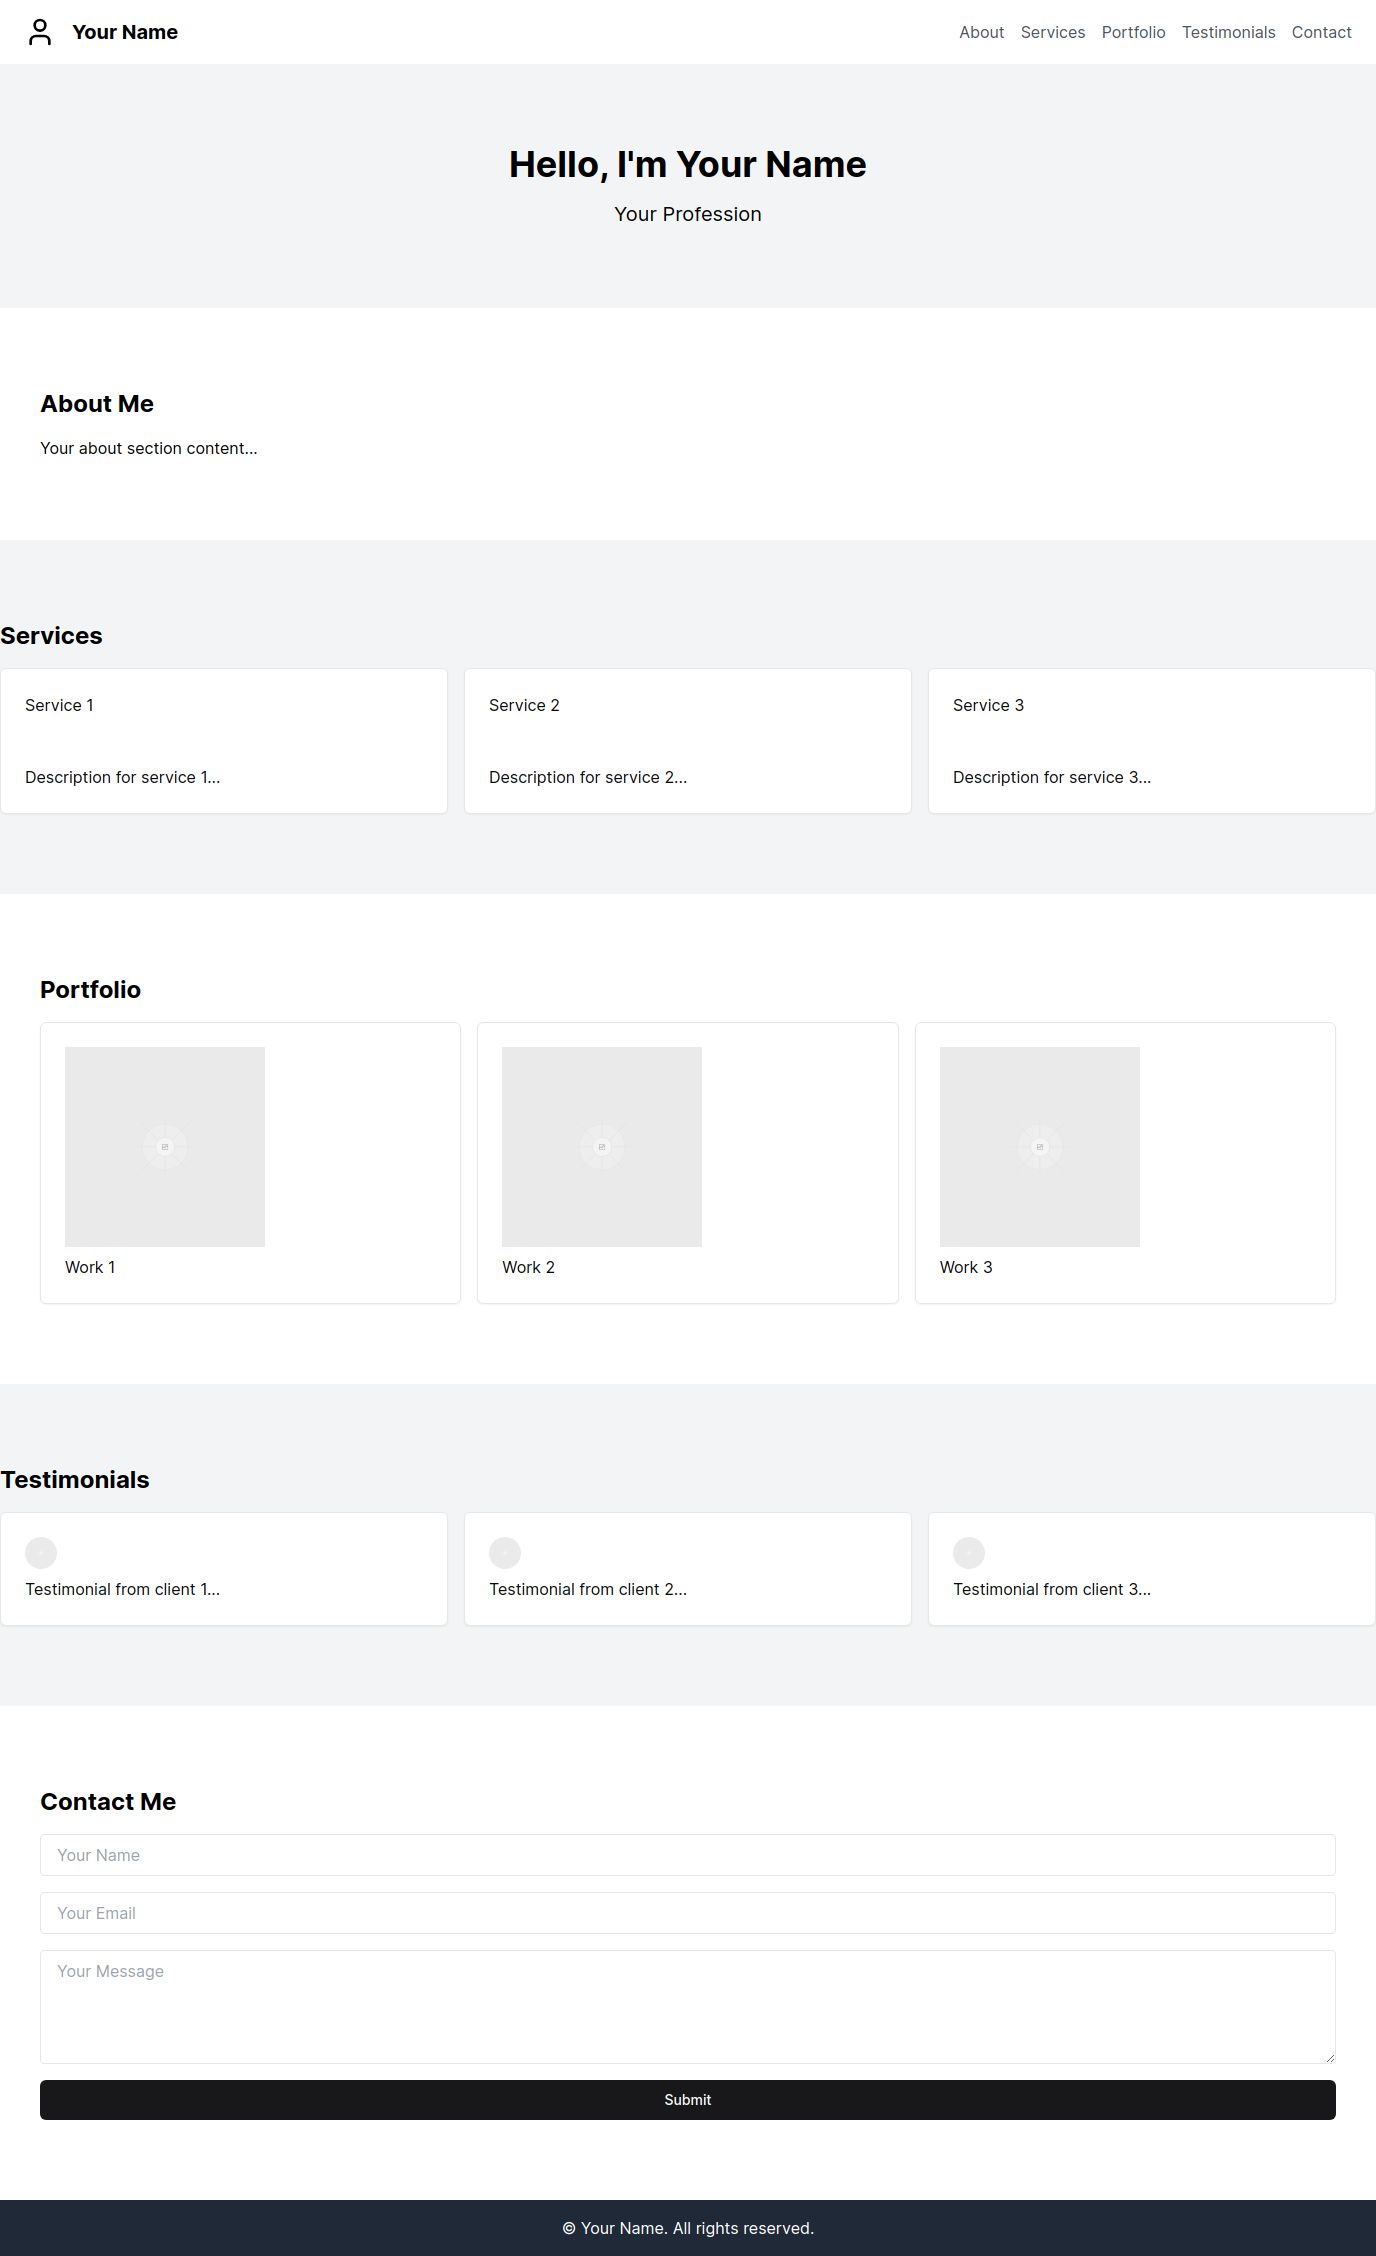 Your Name
About Services Portfolio Testimonials Contact
Hello, I'm Your Name
Your Profession
About Me
Your about section content...
Services
Service 1
Description for service 1...
Service 2
Description for service 2...
Service 3
Description for service 3...
Portfolio
Work 1
Work 2
Work 3
Testimonials
Testimonial from client 1...
Testimonial from client 2...
Testimonial from client 3...
Contact Me
Your Name
Your Email
Your Message
Submit
© Your Name. All rights reserved.